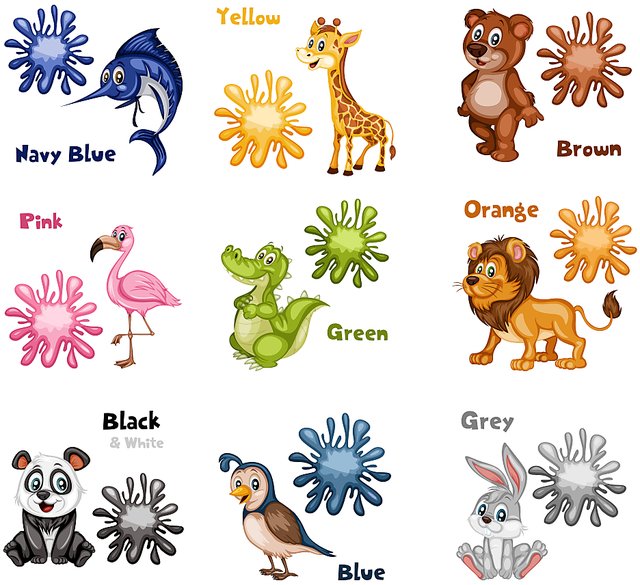 Navy Blue
Yellow
Brown
Pink
Green
Orange
Black
& White
Blue
Grey